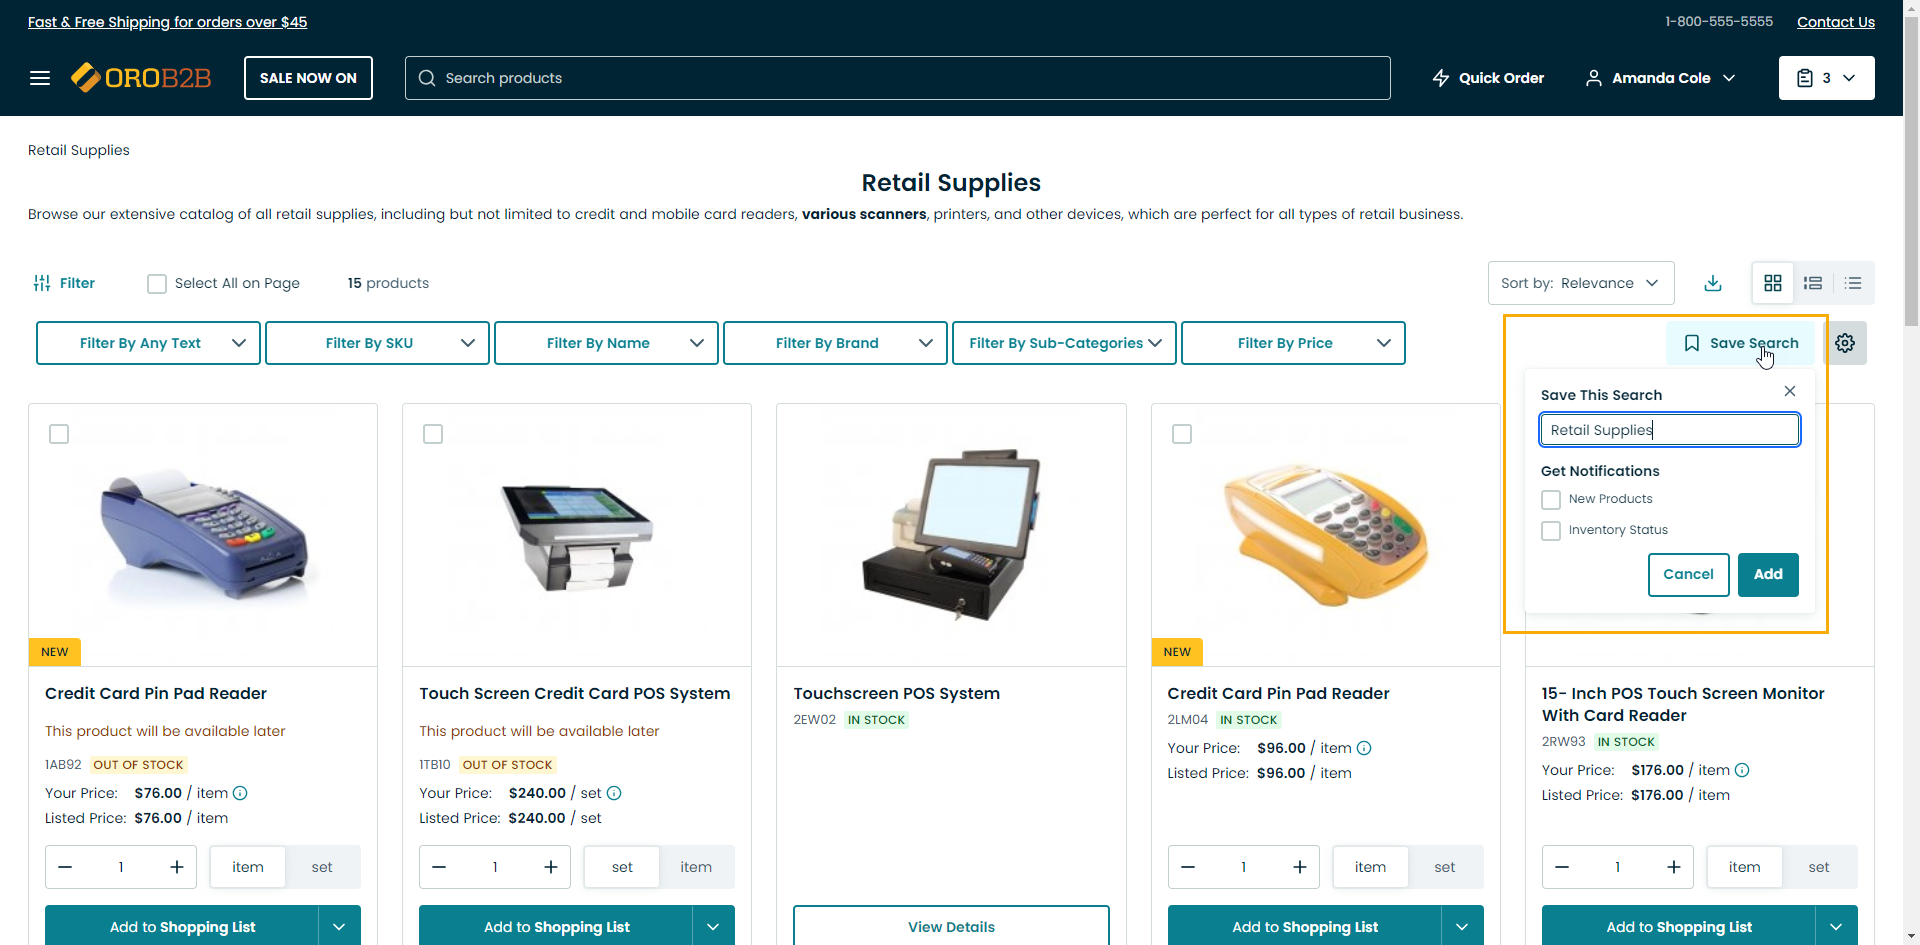 Fast & Free Shipping for orders over $45
1-800-555-5555
Contact Us
OROB2B
SALE NOW ON
Search products
Quick Order
Amanda Cole
3
Retail Supplies
Retail Supplies
Browse our extensive catalog of all retail supplies, including but not limited to credit and mobile card readers, various scanners, printers, and other devices, which are perfect for all types of retail business.
Filter
Select All on Page
15 products
Sort by: Relevance
Filter By Any Text
Filter By SKU
Filter By Name
Filter By Brand
Filter By Sub-Categories
Filter By Price
Save Search
Save This Search
Retail Supplies
Get Notifications
New Products
Inventory Status
Cancel
Add
NEW
Credit Card Pin Pad Reader
This product will be available later
1AB92 OUT OF STOCK
Your Price: $76.00 / item
Listed Price: $76.00 / item
1
item
set
Add to Shopping List
Touch Screen Credit Card POS System
This product will be available later
1TB10 OUT OF STOCK
Your Price: $240.00 / set
Listed Price: $240.00 / set
1
set
item
Add to Shopping List
Touchscreen POS System
2EW02 IN STOCK
View Details
NEW
Credit Card Pin Pad Reader
2LM04 IN STOCK
Your Price: $96.00 / item
Listed Price: $96.00 / item
1
item
set
Add to Shopping List
15- Inch POS Touch Screen Monitor
With Card Reader
2RW93 IN STOCK
Your Price: $176.00 / item
Listed Price: $176.00 / item
1
item
set
Add to Shopping List